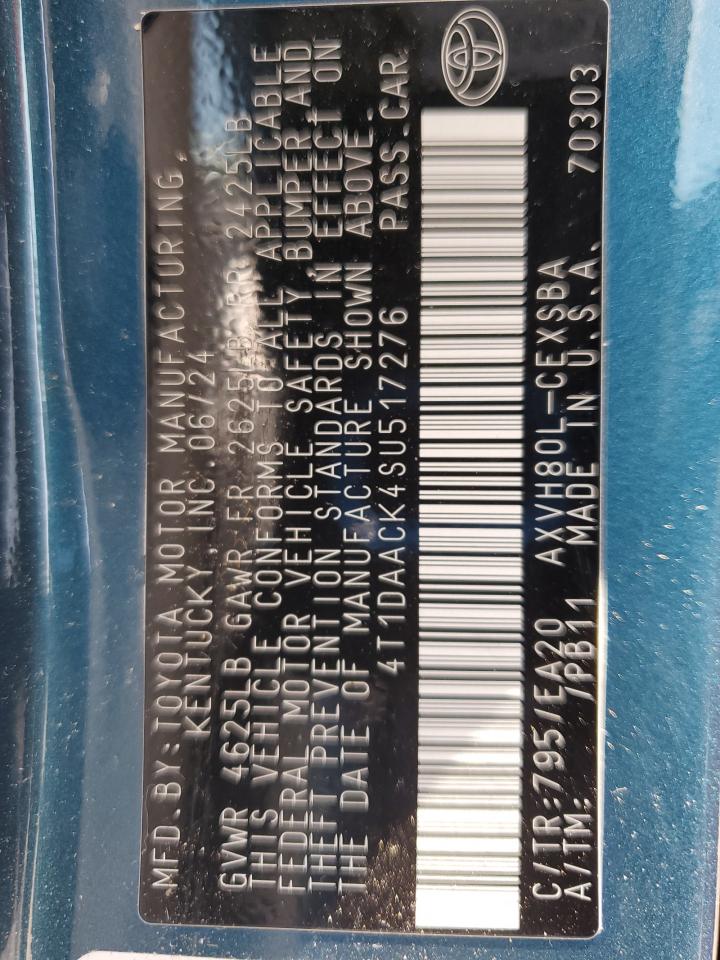 MFD.BY:TOYOTA MOTOR MANUFACTURING,
KENTUCKY INC.06/24
GVWR 4625LB GAWR FR 2625LB RR 2425LB
THIS VEHICLE CONFORMS TO ALL APPLICABLE
FEDERAL MOTOR VEHICLE SAFETY, BUMPER, AND
THEFT PREVENTION STANDARDS IN EFFECT ON
THE DATE OF MANUFACTURE SHOWN ABOVE.
4T1DAACK4SU517276 PASS.CAR
C/TR:795/EA20 AXVH80L-CEXSBA 70303
A/TM: /PB11 MADE IN U.S.A.